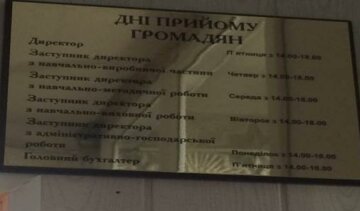 ДНІ ПРИЙОМУ
ГРОМАДЯН
Директор П'ятниця з 14.00-18.00
Заступник директора
з навчально-виробничої частини Четвер з 14.00-18.00
Заступник директора
з навчально-методичної роботи Середа з 14.00-18.00
Заступник директора
з навчально-виховної роботи Вівторок з 14.00-18.00
Заступник директора
з адміністративно-господарської
роботи Понеділок з 14.00-18.00
Головний бухгалтер П'ятниця з 14.00-18.00